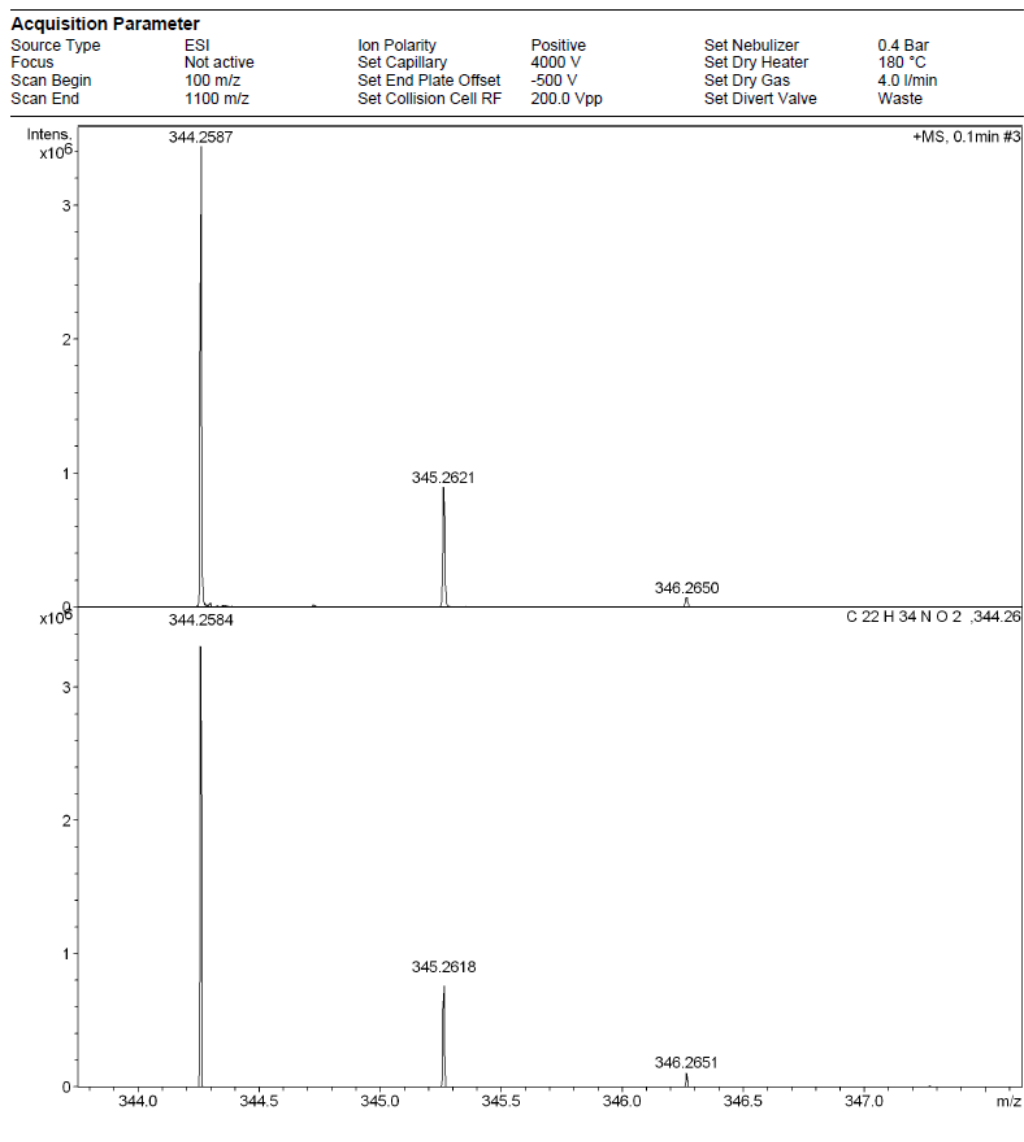 Acquisition Parameter
Source Type ESI Ion Polarity Positive Set Nebulizer 0.4 Bar
Focus Not active Set Capillary 4000 V Set Dry Heater 180 °C
Scan Begin 100 m/z Set End Plate Offset -500 V Set Dry Gas 4.0 l/min
Scan End 1100 m/z Set Collision Cell RF 200.0 Vpp Set Divert Valve Waste
Intens. 344.2587 +MS, 0.1min #3
x10^6
3
2
1
345.2621
346.2650
0
x10^6 344.2584 C 22 H 34 N O 2 ,344.26
3
2
1
345.2618
346.2651
0
344.0 344.5 345.0 345.5 346.0 346.5 347.0 m/z